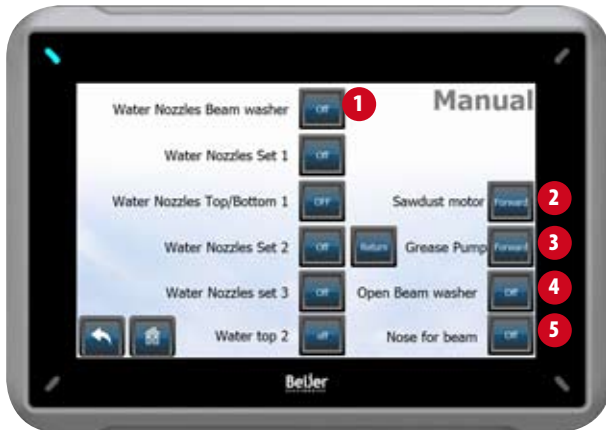 Manual
Water Nozzles Beam washer Off 1
Water Nozzles Set 1 Off
Water Nozzles Top/Bottom 1 OFF Sawdust motor Forward 2
Water Nozzles Set 2 Off Return Grease Pump Forward 3
Water Nozzles set 3 Off Open Beam washer Off 4
Water top 2 off Nose for beam Off 5
Beijer